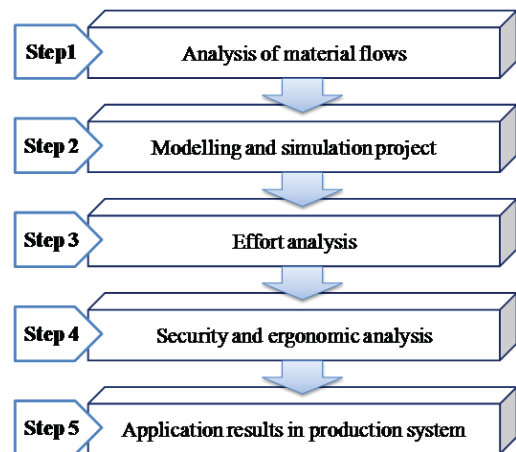 Step1
Analysis of material flows
Step 2
Modelling and simulation project
Step 3
Effort analysis
Step 4
Security and ergonomic analysis
Step 5
Application results in production system